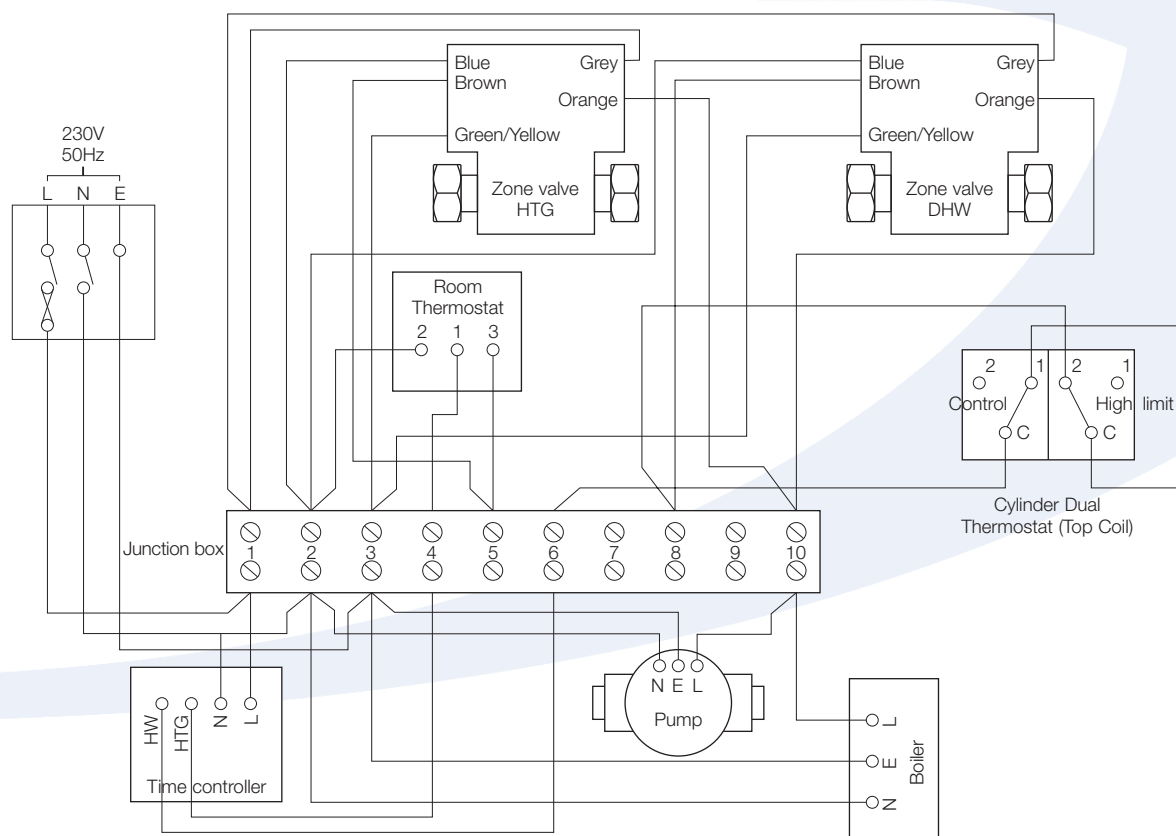 Blue
Grey
Brown
Orange
Green/Yellow
Zone valve
HTG
Blue
Grey
Brown
Orange
Green/Yellow
Zone valve
DHW
230V
50Hz
L N E
Room
Thermostat
2 1 3
2 1 2 1
Control
High limit
C C
Cylinder Dual
Thermostat (Top Coil)
Junction box
1 2 3 4 5 6 7 8 9 10
N E L
Pump
HW HTG N L
Time controller
L
E
N
Boiler